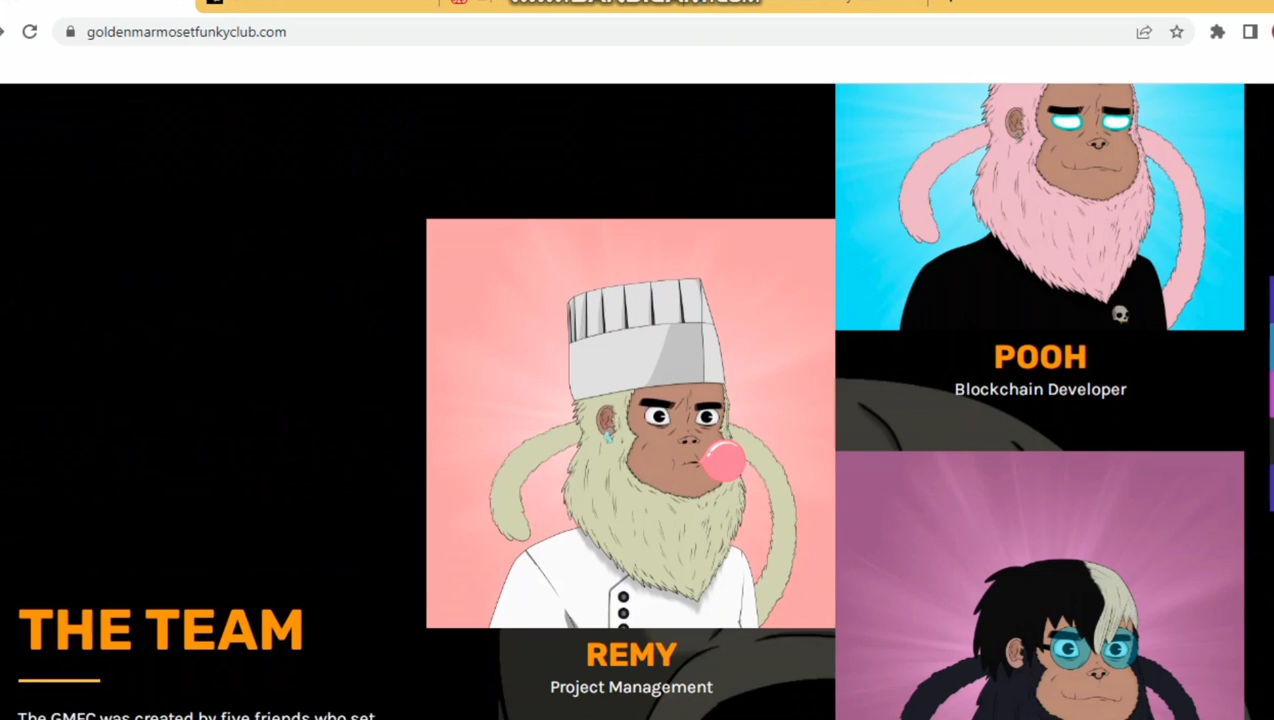 goldenmarmosetfunkyclub.com
POOH
Blockchain Developer
THE TEAM
REMY
Project Management
The GMFC was created by five friends who set